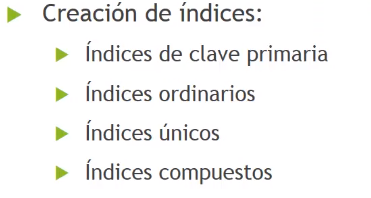 Creación de índices:
Índices de clave primaria
Índices ordinarios
Índices únicos
Índices compuestos